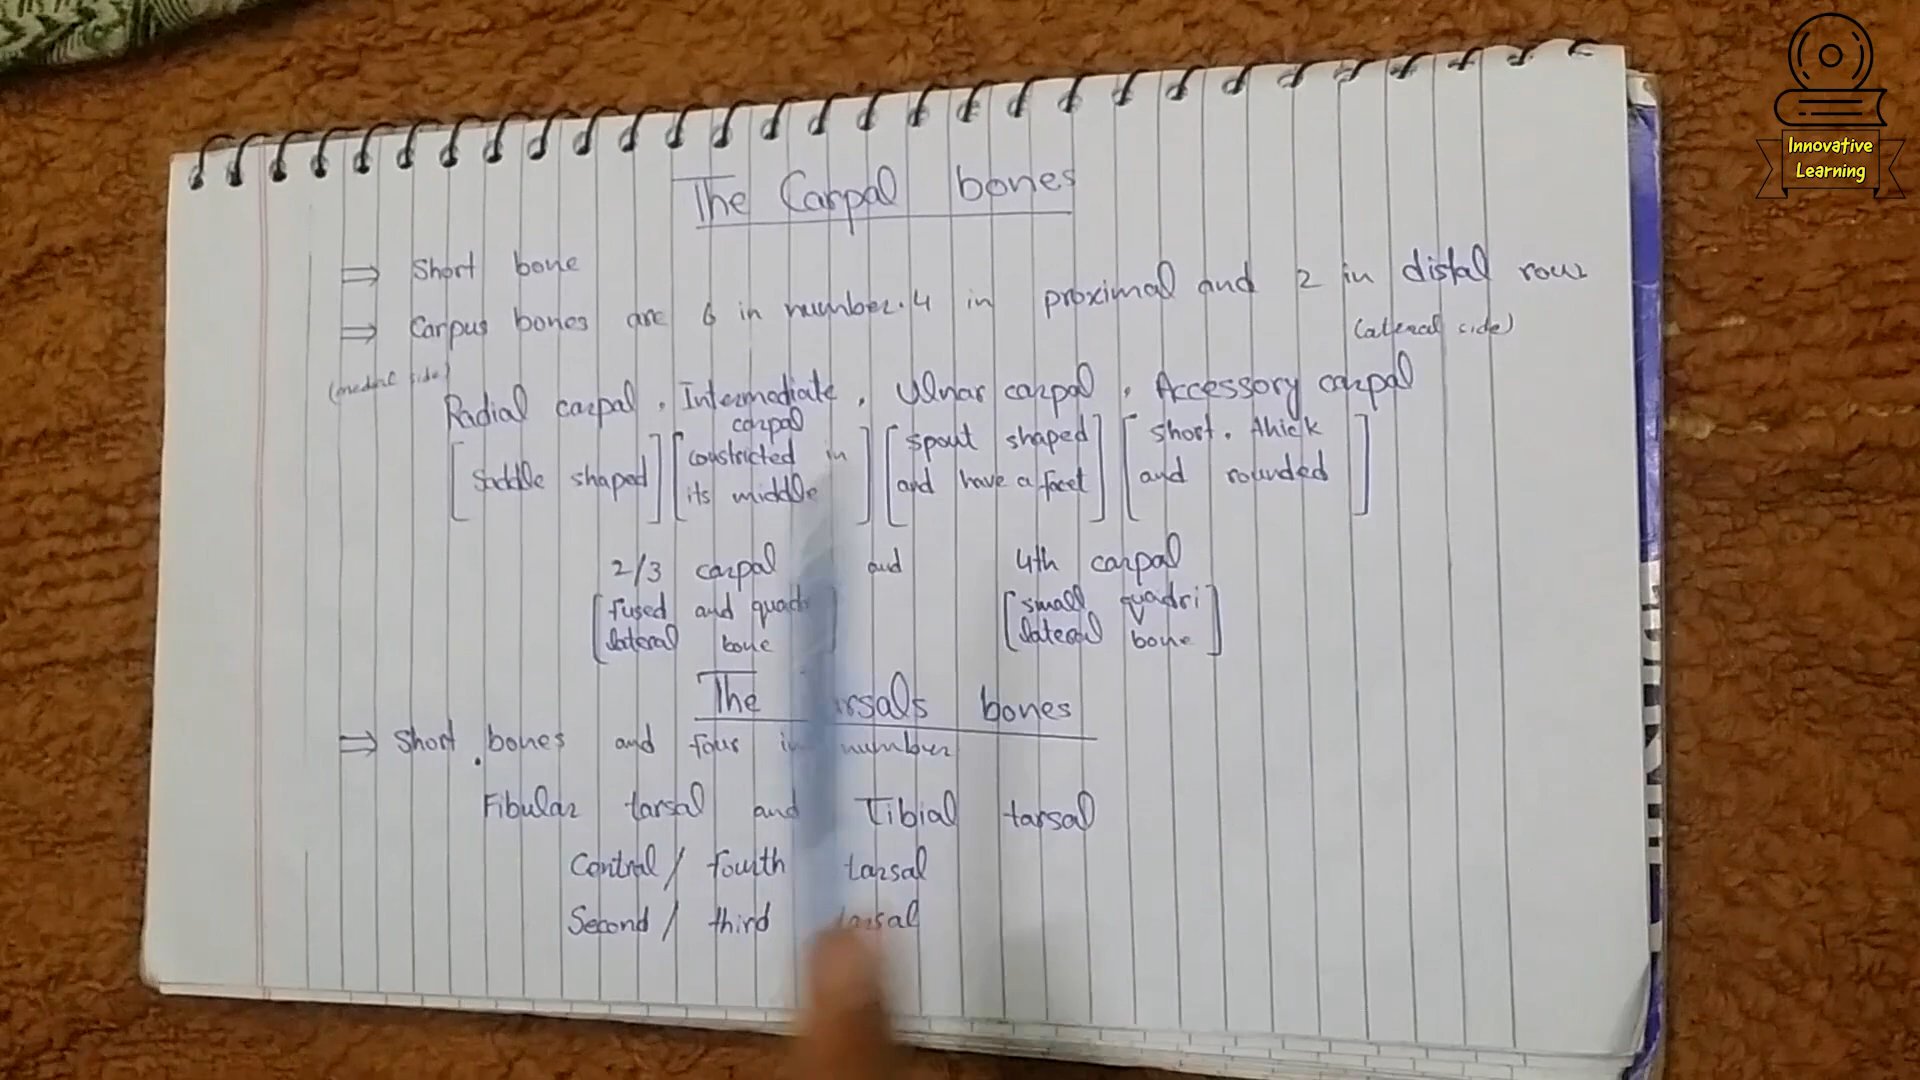 The Carpal bones
⇒ Short bone
⇒ Carpus bones are 6 in number. 4 in proximal and 2 in distal row
(medial side) (lateral side)
Radial carpal, Intermediate carpal, Ulnar carpal, Accessory carpal
[Saddle shaped] [constricted in its middle] [spout shaped and have a facet] [short, thick and rounded]
2/3 carpal and 4th carpal
[fused and quadri lateral bone] [small quadri lateral bone]
The bones
⇒ Short bones and four in number
Fibular tarsal and Tibial tarsal
Central/ fourth tarsal
Second/ third tarsal
Innovative
Learning